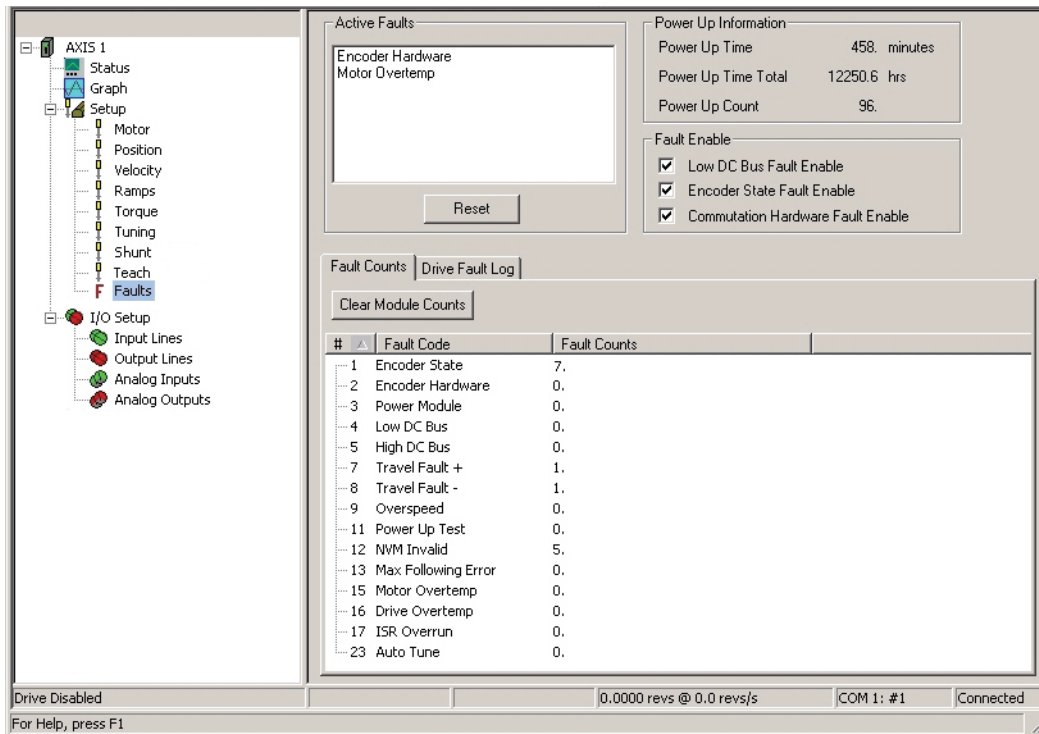 AXIS 1
Status
Graph
Setup
Motor
Position
Velocity
Ramps
Torque
Tuning
Shunt
Teach
F Faults
I/O Setup
Input Lines
Output Lines
Analog Inputs
Analog Outputs
Active Faults
Encoder Hardware
Motor Overtemp
Reset
Power Up Information
Power Up Time 458. minutes
Power Up Time Total 12250.6 hrs
Power Up Count 96.
Fault Enable
Low DC Bus Fault Enable
Encoder State Fault Enable
Commutation Hardware Fault Enable
Fault Counts Drive Fault Log
Clear Module Counts
# Fault Code Fault Counts
1 Encoder State 7.
2 Encoder Hardware 0.
3 Power Module 0.
4 Low DC Bus 0.
5 High DC Bus 0.
7 Travel Fault + 1.
8 Travel Fault - 1.
9 Overspeed 0.
11 Power Up Test 0.
12 NVM Invalid 5.
13 Max Following Error 0.
15 Motor Overtemp 0.
16 Drive Overtemp 0.
17 ISR Overrun 0.
23 Auto Tune 0.
Drive Disabled 0.0000 revs @ 0.0 revs/s COM 1: #1 Connected
For Help, press F1